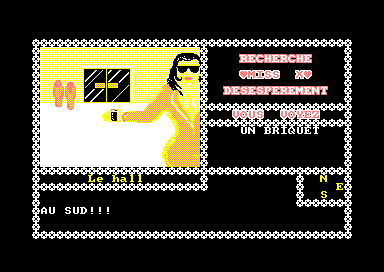 RECHERCHE
♥MISS X♥
DESESPEREMENT
VOUS VOYEZ
UN BRIQUET
Le hall
N
E
S
AU SUD!!!